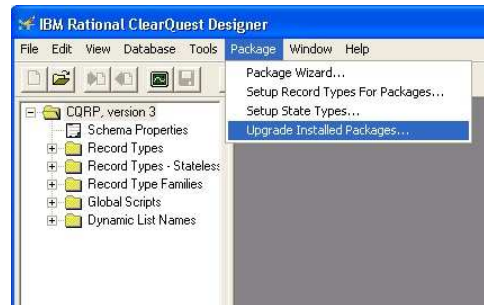 IBM Rational ClearQuest Designer
File Edit View Database Tools Package Window Help
Package Wizard...
Setup Record Types For Packages...
Setup State Types...
Upgrade Installed Packages...
CQRP, version 3
Schema Properties
Record Types
Record Types - Stateless
Record Type Families
Global Scripts
Dynamic List Names